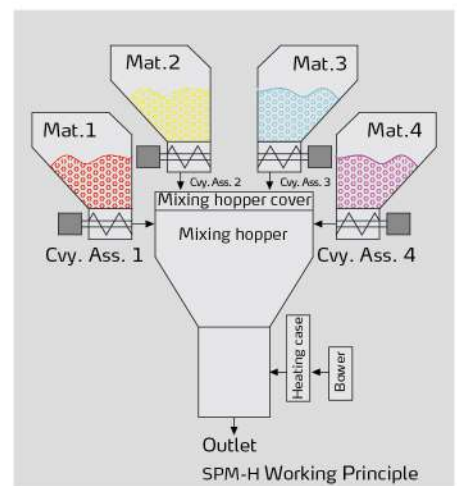 Mat.2
Mat.3
Mat.1
Mat.4
Cvy. Ass. 2
Cvy. Ass. 3
Mixing hopper cover
Mixing hopper
Cvy. Ass. 1
Cvy. Ass. 4
Heating case
Bower
Outlet
SPM-H Working Principle